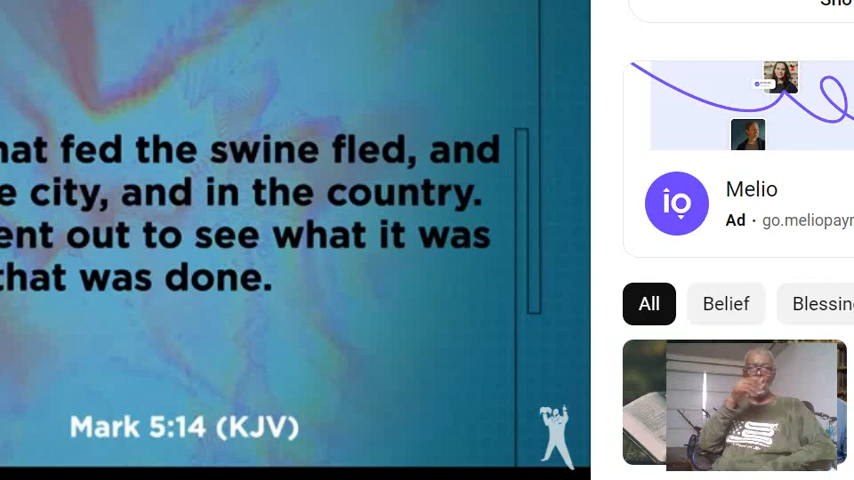 hat fed the swine fled, and
e city, and in the country.
ent out to see what it was
that was done.
Mark 5:14 (KJV)
Melio
Ad · go.meliopaym
All
Belief
Blessin